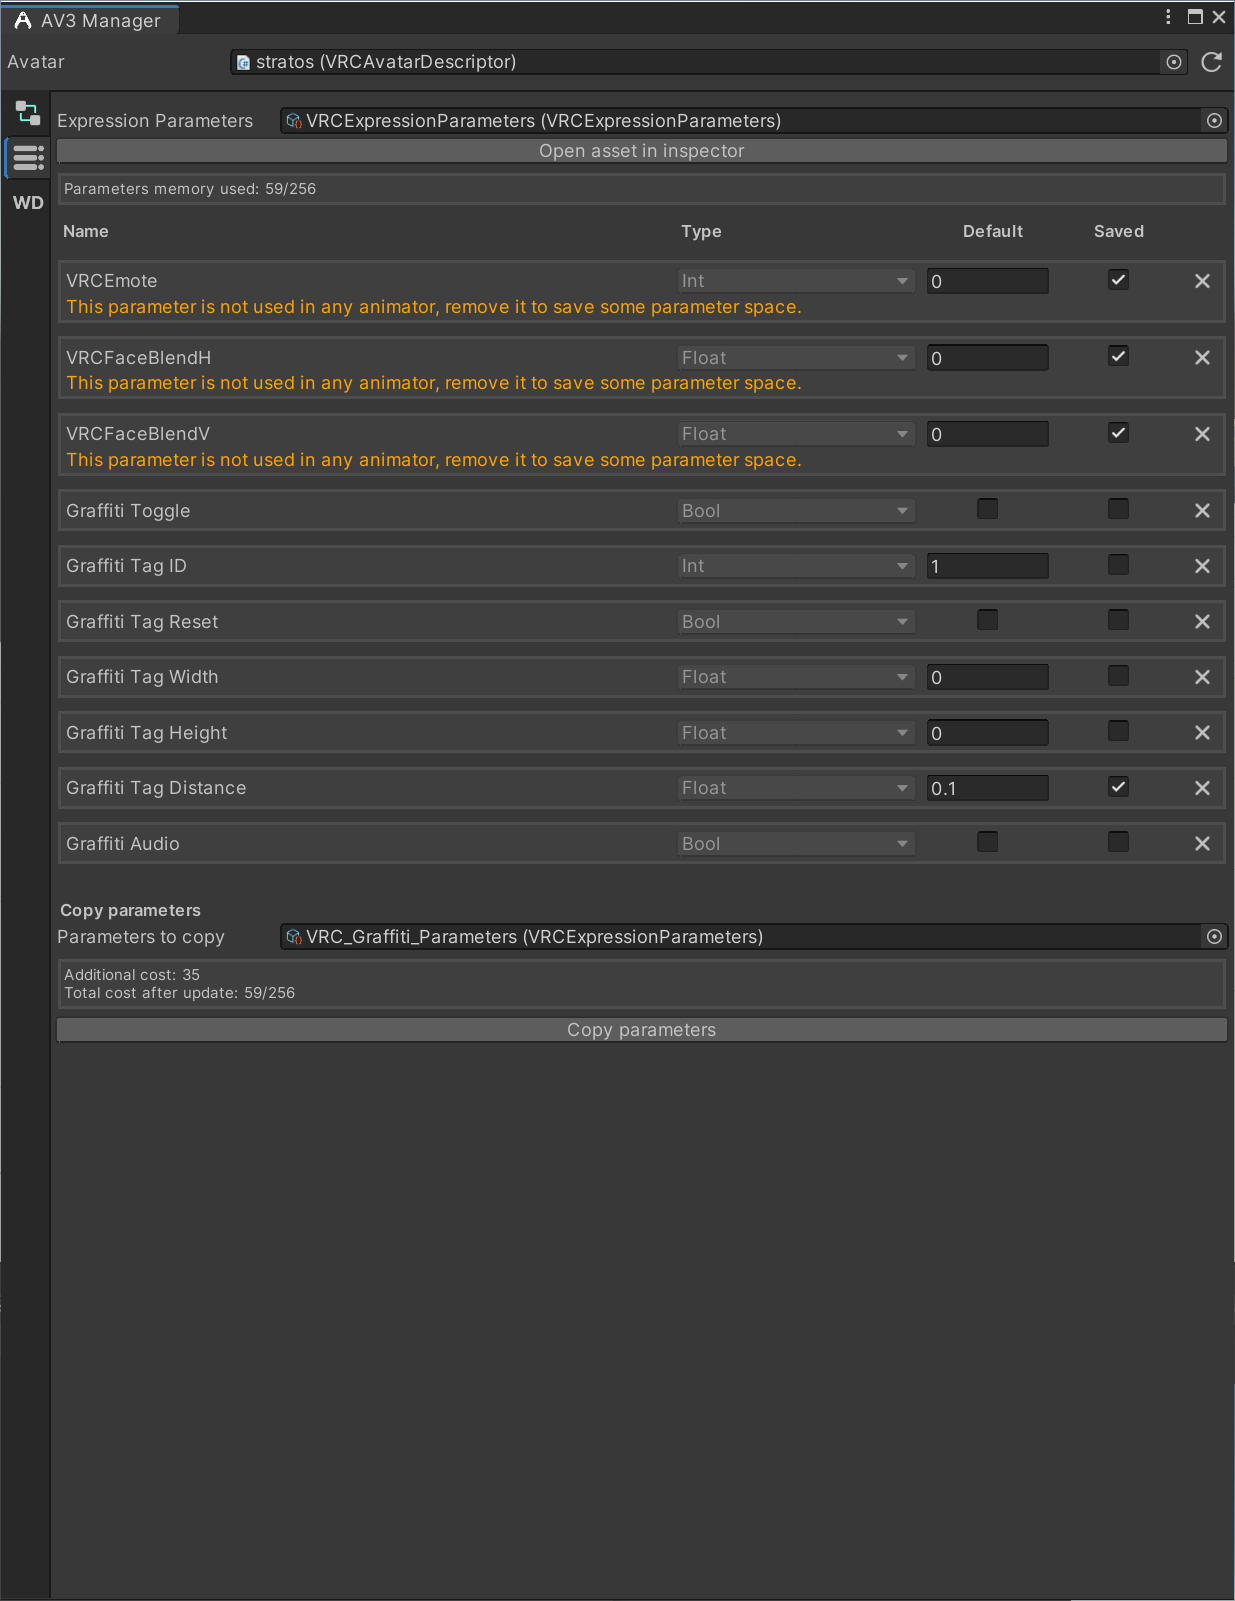 AV3 Manager
Avatar stratos (VRCAvatarDescriptor)
Expression Parameters VRCExpressionParameters (VRCExpressionParameters)
Open asset in inspector
WD
Parameters memory used: 59/256
Name Type Default Saved
VRCEmote Int 0
This parameter is not used in any animator, remove it to save some parameter space.
VRCFaceBlendH Float 0
This parameter is not used in any animator, remove it to save some parameter space.
VRCFaceBlendV Float 0
This parameter is not used in any animator, remove it to save some parameter space.
Graffiti Toggle Bool
Graffiti Tag ID Int 1
Graffiti Tag Reset Bool
Graffiti Tag Width Float 0
Graffiti Tag Height Float 0
Graffiti Tag Distance Float 0.1
Graffiti Audio Bool
Copy parameters
Parameters to copy VRC_Graffiti_Parameters (VRCExpressionParameters)
Additional cost: 35
Total cost after update: 59/256
Copy parameters